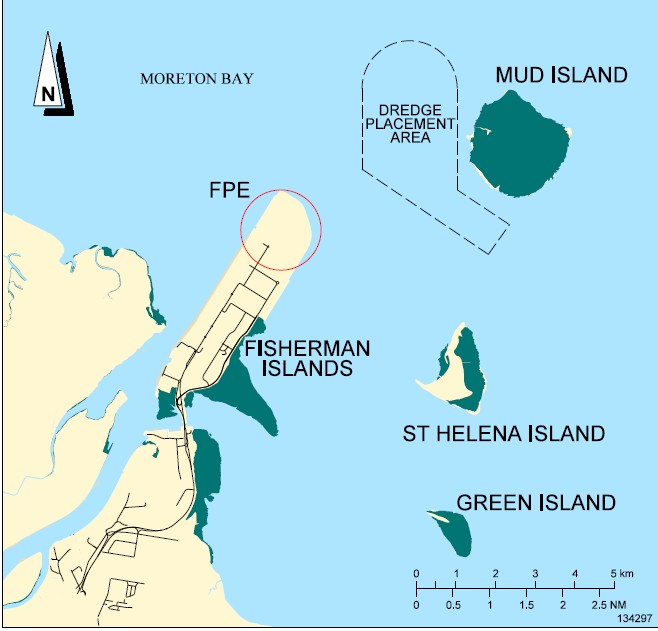 MUD ISLAND
MORETON BAY
N
DREDGE
PLACEMENT
AREA
FPE
FISHERMAN
ISLANDS
ST HELENA ISLAND
GREEN ISLAND
0 1 2 3 4 5 km
0 0.5 1 1.5 2 2.5 NM
134297